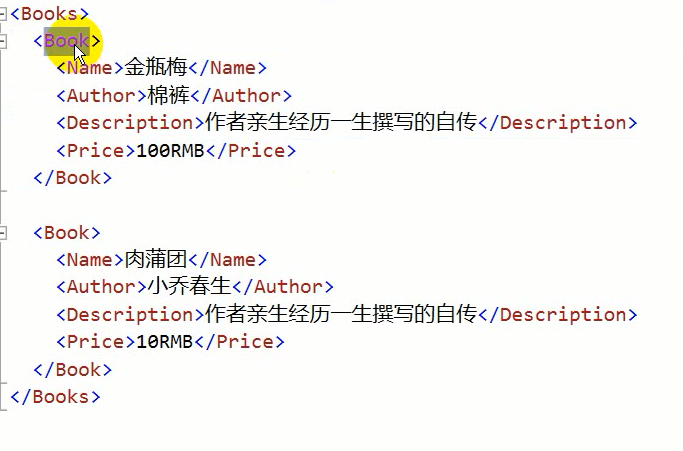 <Books>
<Book>
<Name>金瓶梅</Name>
<Author>棉裤</Author>
<Description>作者亲生经历一生撰写的自传</Description>
<Price>100RMB</Price>
</Book>
<Book>
<Name>肉蒲团</Name>
<Author>小乔春生</Author>
<Description>作者亲生经历一生撰写的自传</Description>
<Price>10RMB</Price>
</Book>
</Books>